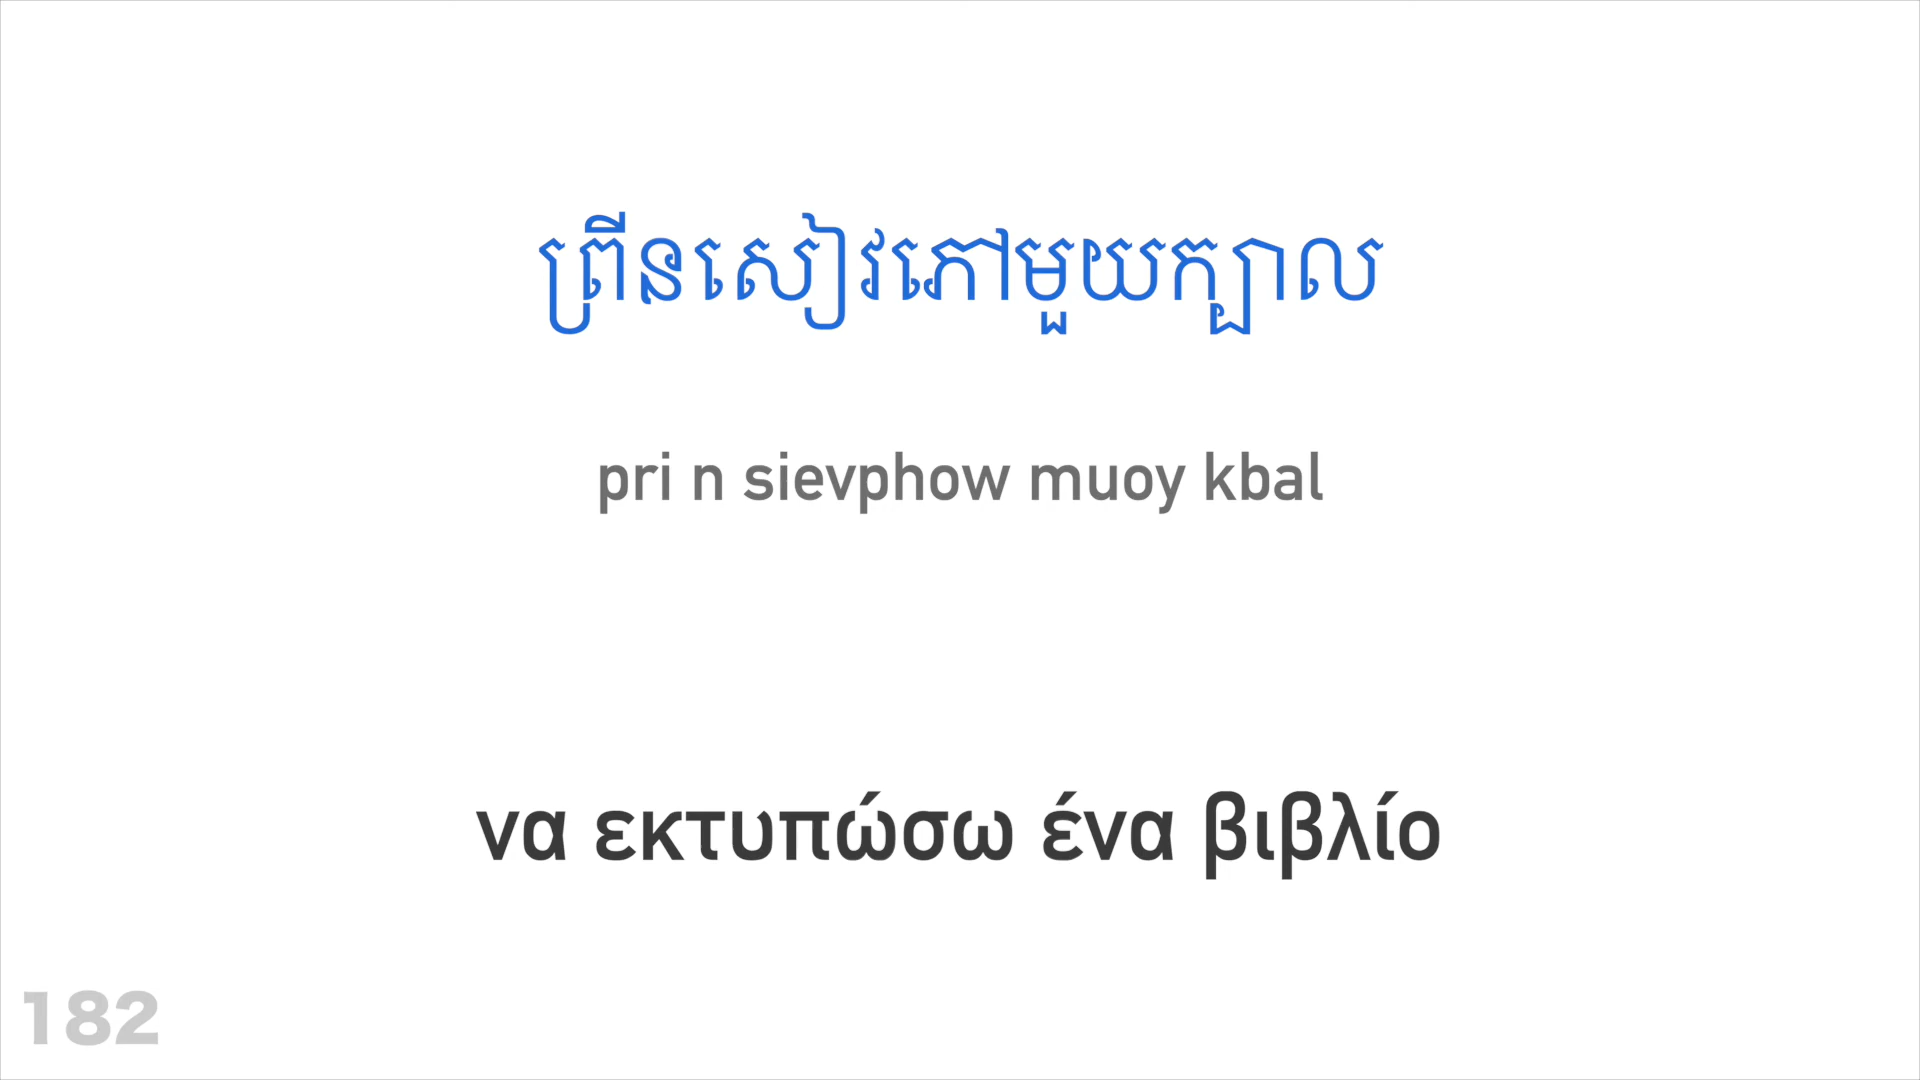 ព្រីនសៀវភៅមួយក្បាល
pri n sievphow muoy kbal
να εκτυπώσω ένα βιβλίο
182